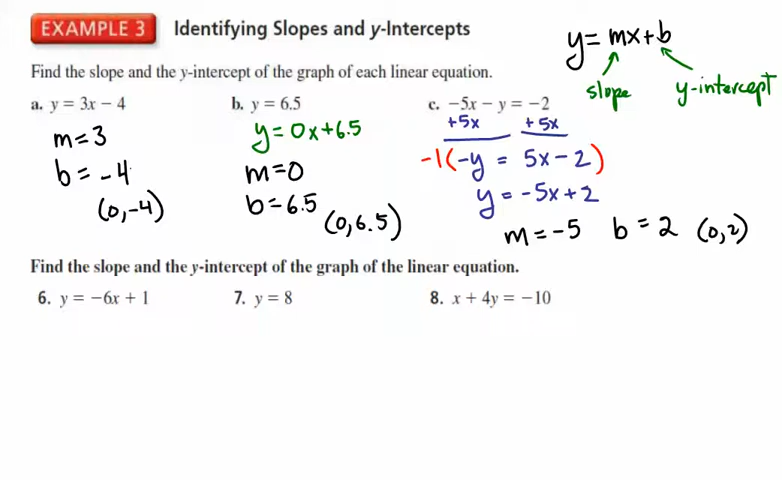 EXAMPLE 3 Identifying Slopes and y-Intercepts
y = mx + b
slope y-intercept
Find the slope and the y-intercept of the graph of each linear equation.
a. y = 3x − 4
m = 3
b = -4
(0, -4)
b. y = 6.5
y = 0x + 6.5
m = 0
b = 6.5
(0, 6.5)
c. −5x − y = −2
+5x +5x
-1(-y = 5x - 2)
y = -5x + 2
m = -5 b = 2 (0, 2)
Find the slope and the y-intercept of the graph of the linear equation.
6. y = −6x + 1 7. y = 8 8. x + 4y = −10